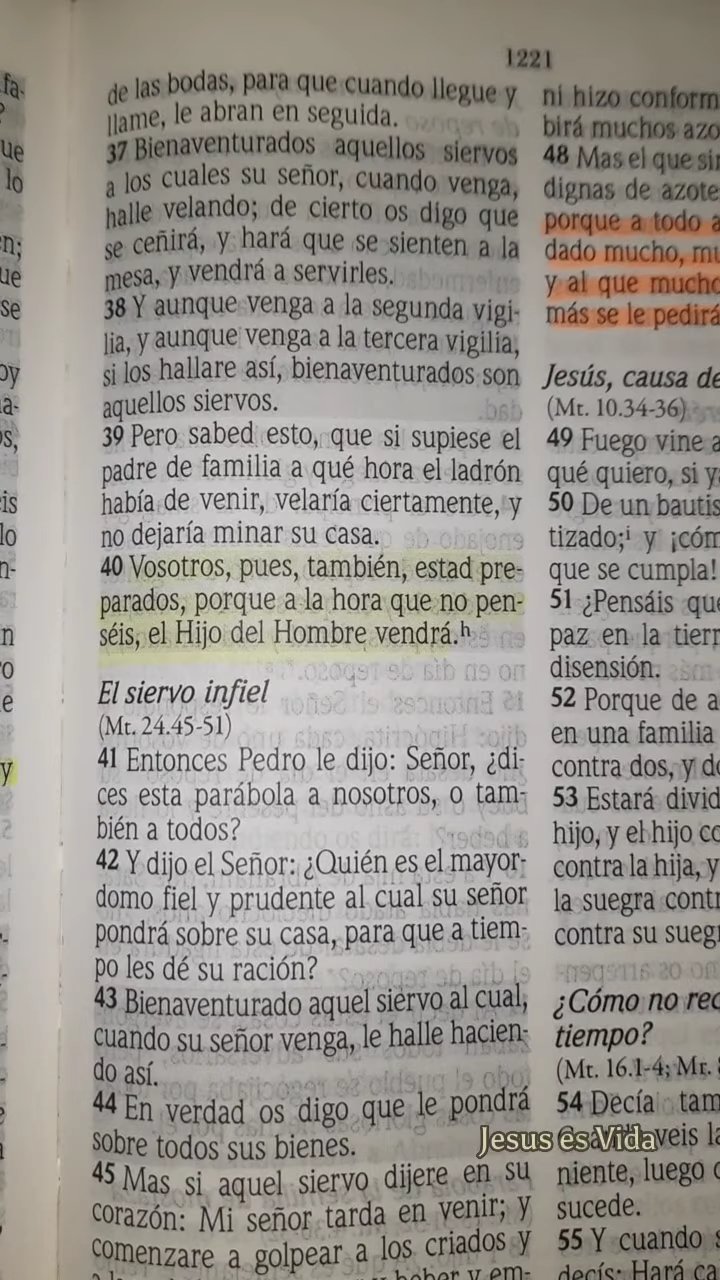 1221
de las bodas, para que cuando llegue y
llame, le abran en seguida.
37 Bienaventurados aquellos siervos
a los cuales su señor, cuando venga,
halle velando; de cierto os digo que
se ceñirá, y hará que se sienten a la
mesa, y vendrá a servirles.
38 Y aunque venga a la segunda vigi-
lia, y aunque venga a la tercera vigilia,
si los hallare así, bienaventurados son
aquellos siervos.
39 Pero sabed esto, que si supiese el
padre de familia a qué hora el ladrón
había de venir, velaría ciertamente, y
no dejaría minar su casa.
40 Vosotros, pues, también, estad pre-
parados, porque a la hora que no pen-
séis, el Hijo del Hombre vendrá.ʰ
El siervo infiel
(Mt. 24.45-51)
41 Entonces Pedro le dijo: Señor, ¿di-
ces esta parábola a nosotros, o tam-
bién a todos?
42 Y dijo el Señor: ¿Quién es el mayor-
domo fiel y prudente al cual su señor
pondrá sobre su casa, para que a tiem-
po les dé su ración?
43 Bienaventurado aquel siervo al cual,
cuando su señor venga, le halle hacien-
do así.
44 En verdad os digo que le pondrá
sobre todos sus bienes.
45 Mas si aquel siervo dijere en su
corazón: Mi señor tarda en venir; y
comenzare a golpear a los criados y
beber y em-
ni hizo conform
birá muchos azo
48 Mas el que sin
dignas de azote
porque a todo a
dado mucho, mu
y al que mucho
más se le pedirá
Jesús, causa de
(Mt. 10.34-36)
49 Fuego vine a
qué quiero, si y
50 De un bautis
tizado;ⁱ y ¡cóm
que se cumpla!
51 ¿Pensáis que
paz en la tierr
disensión.
52 Porque de a
en una familia
contra dos, y do
53 Estará divid
hijo, y el hijo co
contra la hija, y
la suegra contr
contra su sueg
¿Cómo no rec
tiempo?
(Mt. 16.1-4; Mr. 8
54 Decía tam
veis la
niente, luego
sucede.
55 Y cuando s
decís: Hará ca
Jesus es Vida